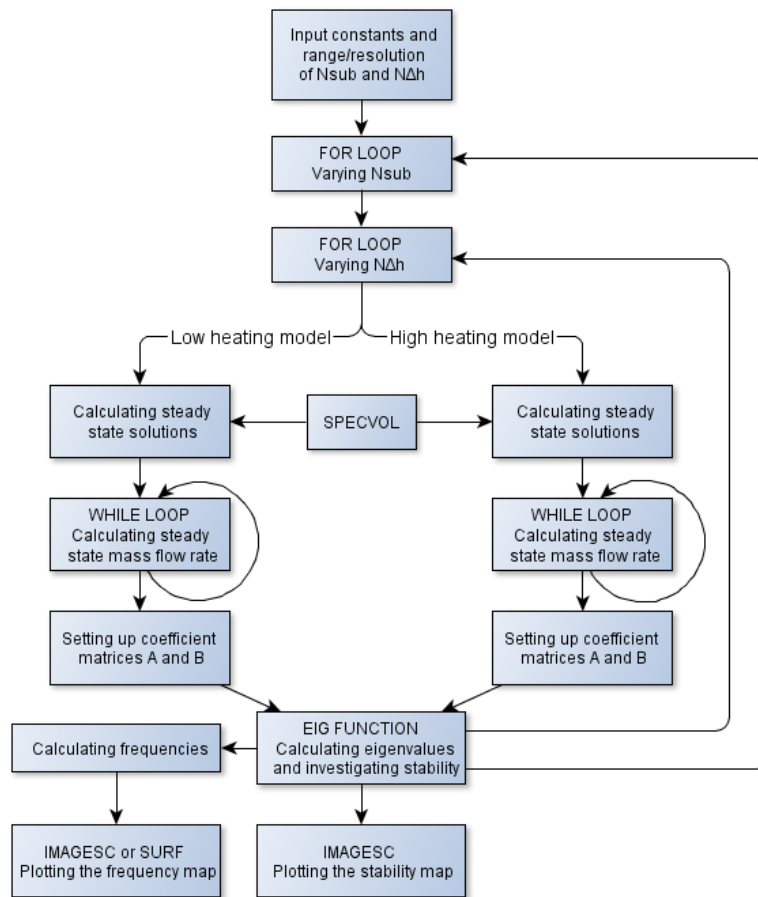 Input constants and
range/resolution
of Nsub and NΔh
FOR LOOP
Varying Nsub
FOR LOOP
Varying NΔh
Low heating model
High heating model
Calculating steady
state solutions
SPECVOL
Calculating steady
state solutions
WHILE LOOP
Calculating steady
state mass flow rate
WHILE LOOP
Calculating steady
state mass flow rate
Setting up coefficient
matrices A and B
Setting up coefficient
matrices A and B
EIG FUNCTION
Calculating eigenvalues
and investigating stability
Calculating frequencies
IMAGESC or SURF
Plotting the frequency map
IMAGESC
Plotting the stability map